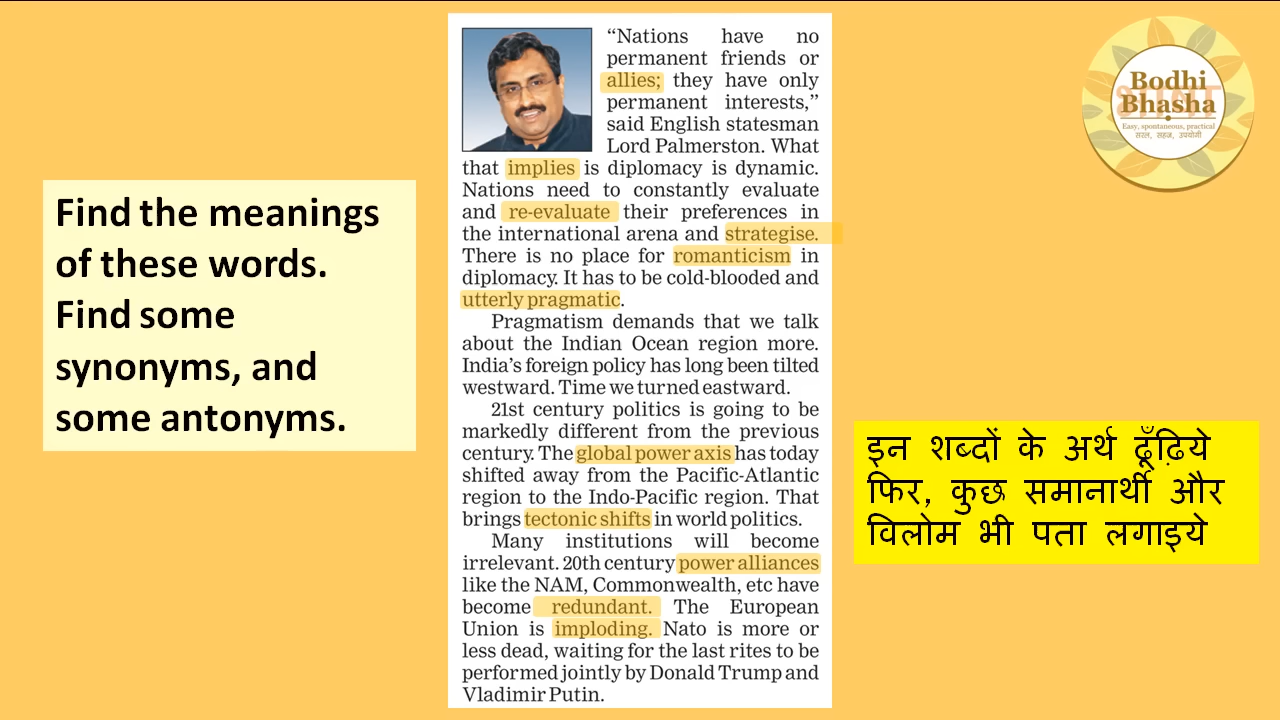 Find the meanings
of these words.
Find some
synonyms, and
some antonyms.
“Nations have no
permanent friends or
allies; they have only
permanent interests,”
said English statesman
Lord Palmerston. What
that implies is diplomacy is dynamic.
Nations need to constantly evaluate
and re-evaluate their preferences in
the international arena and strategise.
There is no place for romanticism in
diplomacy. It has to be cold-blooded and
utterly pragmatic.
Pragmatism demands that we talk
about the Indian Ocean region more.
India’s foreign policy has long been tilted
westward. Time we turned eastward.
21st century politics is going to be
markedly different from the previous
century. The global power axis has today
shifted away from the Pacific-Atlantic
region to the Indo-Pacific region. That
brings tectonic shifts in world politics.
Many institutions will become
irrelevant. 20th century power alliances
like the NAM, Commonwealth, etc have
become redundant. The European
Union is imploding. Nato is more or
less dead, waiting for the last rites to be
performed jointly by Donald Trump and
Vladimir Putin.
Bodhi
Bhasha
Easy, spontaneous, practical
सरल, सहज, उपयोगी
इन शब्दों के अर्थ ढूँढ़िये
फिर, कुछ समानार्थी और
विलोम भी पता लगाइये